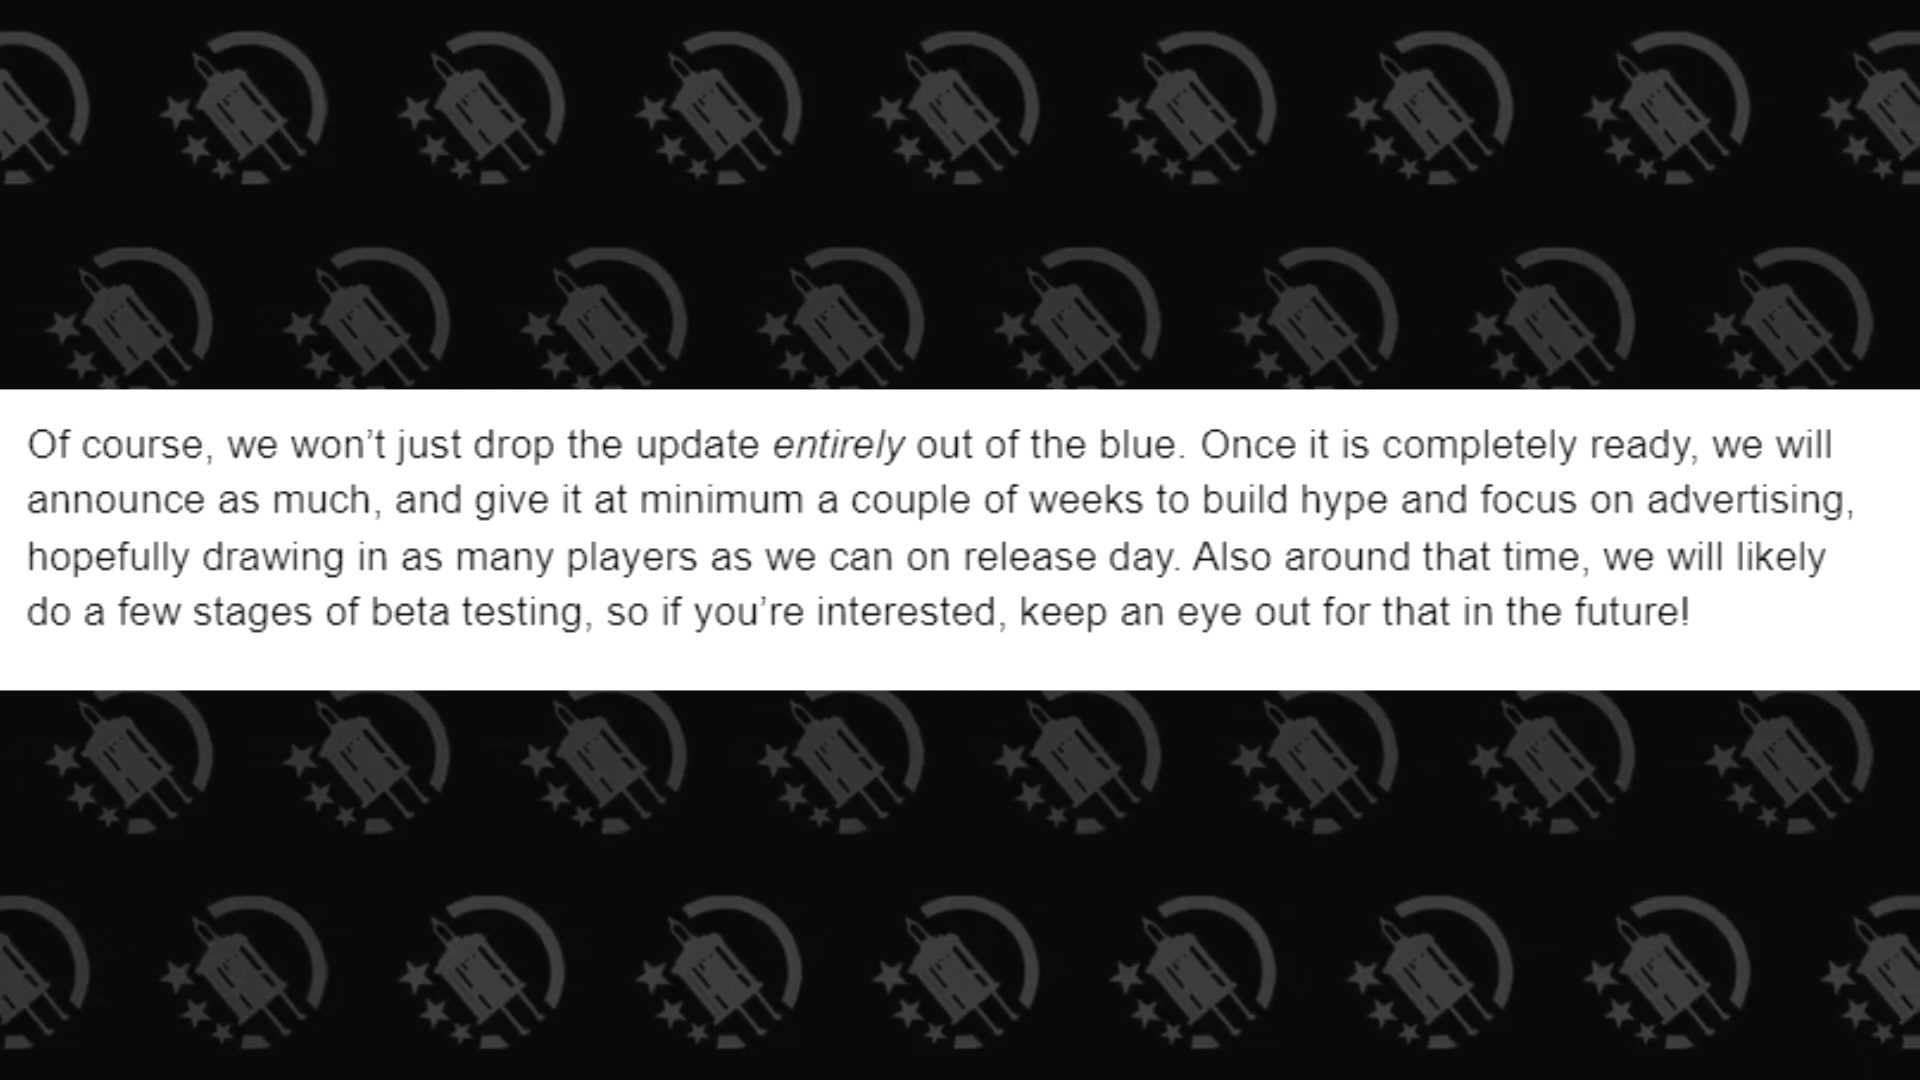 Of course, we won’t just drop the update entirely out of the blue. Once it is completely ready, we will
announce as much, and give it at minimum a couple of weeks to build hype and focus on advertising,
hopefully drawing in as many players as we can on release day. Also around that time, we will likely
do a few stages of beta testing, so if you’re interested, keep an eye out for that in the future!